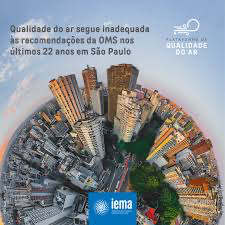 Qualidade do ar segue inadequada
às recomendações da OMS nos
últimos 22 anos em São Paulo
PLATAFORMA DA
QUALIDADE
DO AR
iema